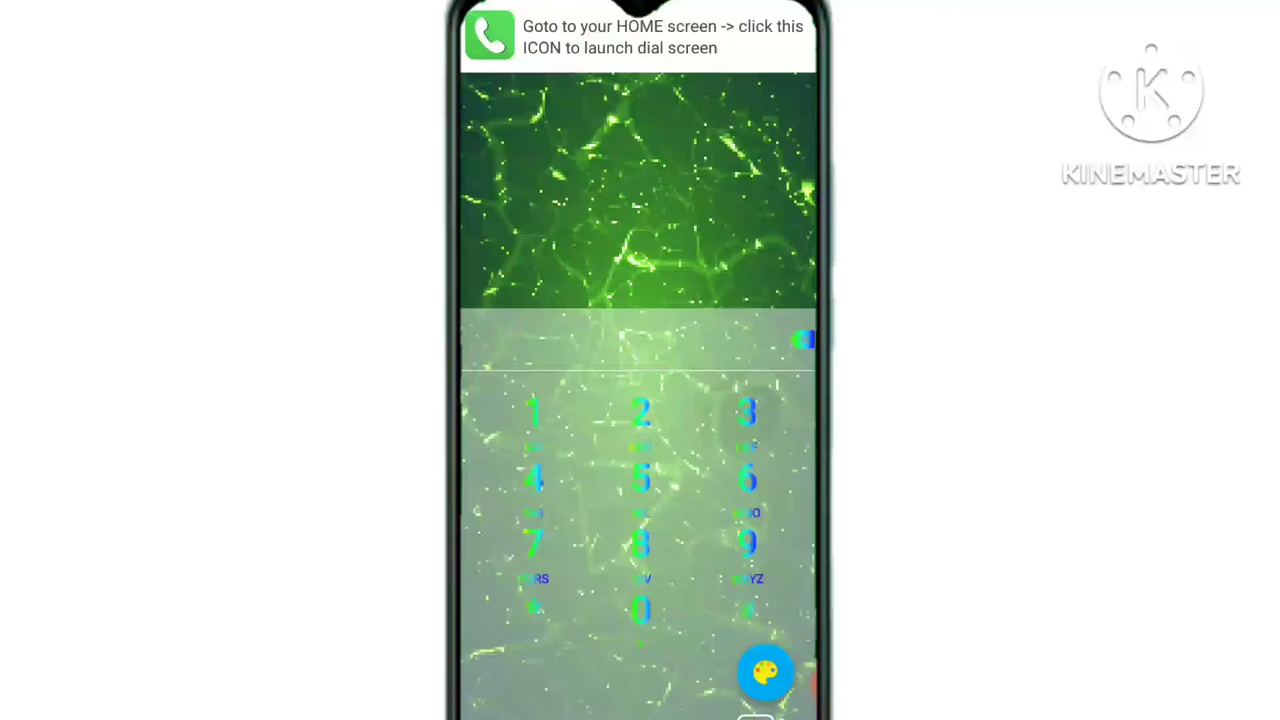 Goto to your HOME screen -> click this
ICON to launch dial screen
K
KINEMASTER
1 2 3
4 5 6
7 8 9
0